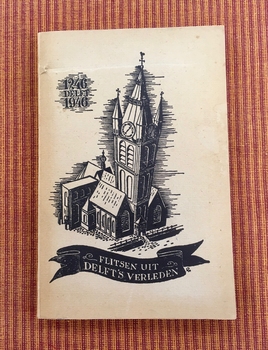 1246
DELFT
1946
FLITSEN UIT
DELFT'S VERLEDEN